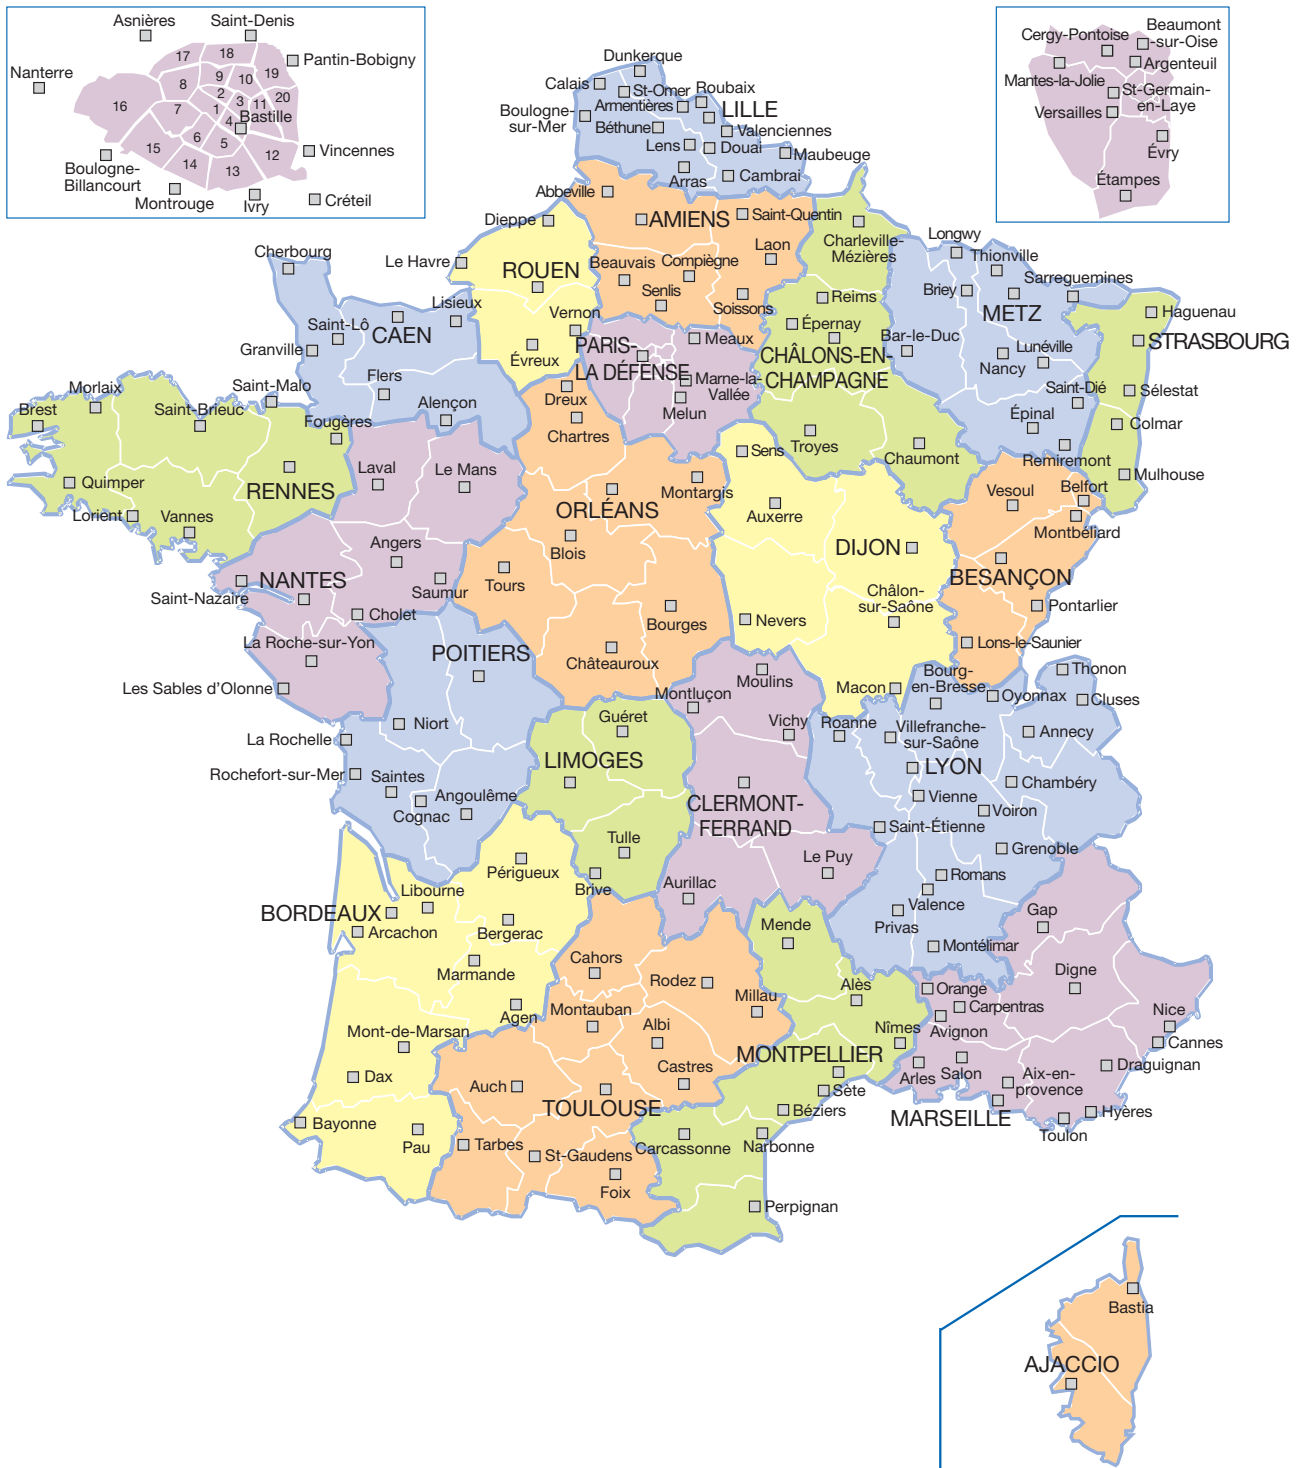 Asnières
Saint-Denis
Pantin-Bobigny
Nanterre
17
18
19
8
9
10
16
7
2
1
3
11
20
4
Bastille
6
5
15
14
13
12
Vincennes
Boulogne-
Billancourt
Montrouge
Ivry
Créteil
Beaumont
-sur-Oise
Cergy-Pontoise
Argenteuil
Mantes-la-Jolie
St-Germain-
en-Laye
Versailles
Évry
Étampes
Dunkerque
Calais
St-Omer
Roubaix
Armentières
LILLE
Boulogne-
sur-Mer
Béthune
Valenciennes
Lens
Douai
Maubeuge
Arras
Cambrai
Abbeville
AMIENS
Saint-Quentin
Dieppe
Charleville-
Mézières
Laon
Longwy
Thionville
Cherbourg
Le Havre
ROUEN
Beauvais
Compiègne
Senlis
Soissons
Reims
Briey
METZ
Sarreguemines
Haguenau
Lisieux
Saint-Lô
CAEN
Vernon
Épernay
Bar-le-Duc
Lunéville
STRASBOURG
Granville
Évreux
PARIS-
LA DÉFENSE
Meaux
CHÂLONS-EN-
CHAMPAGNE
Nancy
Marne-la-
Vallée
Melun
Saint-Dié
Sélestat
Morlaix
Saint-Malo
Flers
Dreux
Brest
Saint-Brieuc
Alençon
Chartres
Fougères
Troyes
Épinal
Colmar
Sens
Chaumont
Remiremont
Laval
Le Mans
Mulhouse
Quimper
RENNES
Montargis
Vesoul
Belfort
Lorient
Vannes
ORLÉANS
Auxerre
Montbéliard
Blois
Angers
DIJON
NANTES
Saumur
Tours
BESANÇON
Saint-Nazaire
Châlon-
sur-Saône
Cholet
Bourges
Nevers
Pontarlier
La Roche-sur-Yon
POITIERS
Châteauroux
Lons-le-Saunier
Les Sables d'Olonne
Moulins
Montluçon
Macon
Bourg-
en-Bresse
Oyonnax
Thonon
Cluses
Niort
Guéret
Vichy
Roanne
Villefranche-
sur-Saône
Annecy
La Rochelle
LIMOGES
LYON
Rochefort-sur-Mer
Saintes
Chambéry
Angoulême
Cognac
CLERMONT-
FERRAND
Vienne
Voiron
Saint-Étienne
Tulle
Le Puy
Grenoble
Périgueux
Brive
Aurillac
Romans
Libourne
Valence
BORDEAUX
Arcachon
Bergerac
Mende
Privas
Gap
Montélimar
Marmande
Cahors
Rodez
Digne
Agen
Montauban
Millau
Alès
Orange
Carpentras
Nice
Mont-de-Marsan
Albi
Nîmes
Avignon
Cannes
MONTPELLIER
Dax
Auch
Castres
Arles
Salon
Aix-en-
provence
Draguignan
TOULOUSE
Sète
Béziers
MARSEILLE
Hyères
Bayonne
Toulon
Pau
Tarbes
St-Gaudens
Carcassonne
Narbonne
Foix
Perpignan
Bastia
AJACCIO